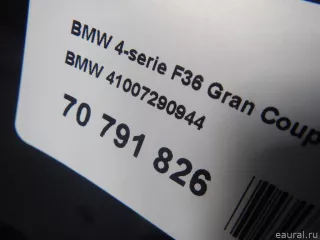 BMW 4-serie F36 Gran Coup
BMW 41007290944
70 791 826
eaural.ru